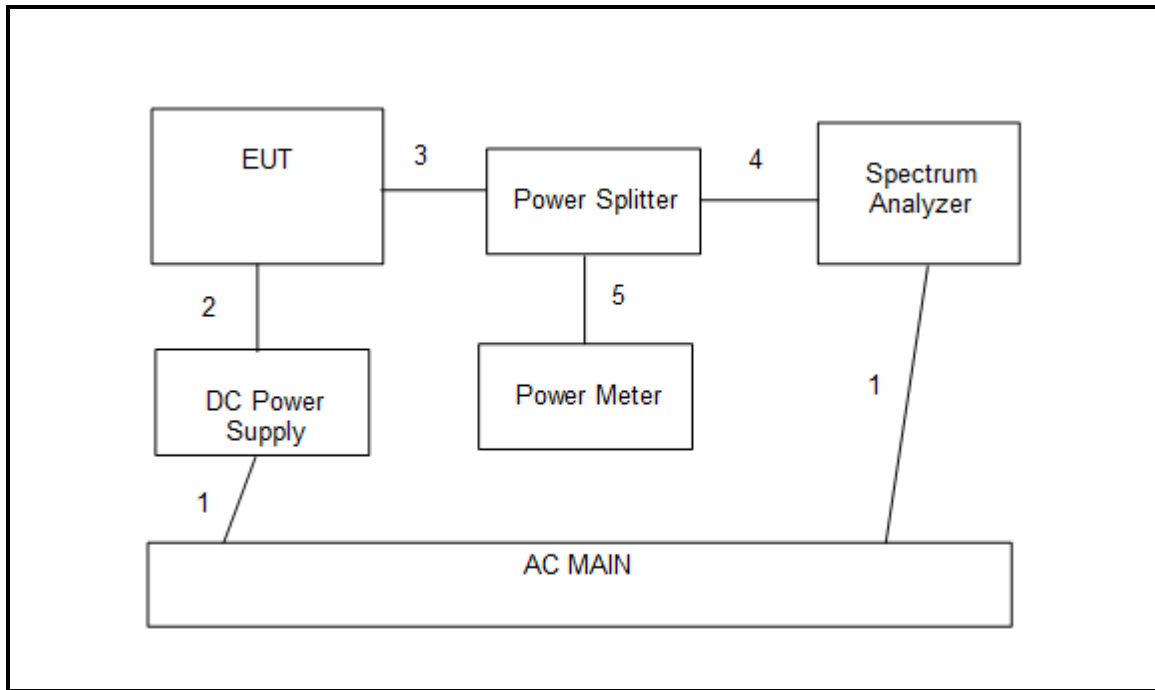 EUT
3
Power Splitter
4
Spectrum
Analyzer
2
5
DC Power
Supply
Power Meter
1
1
AC MAIN